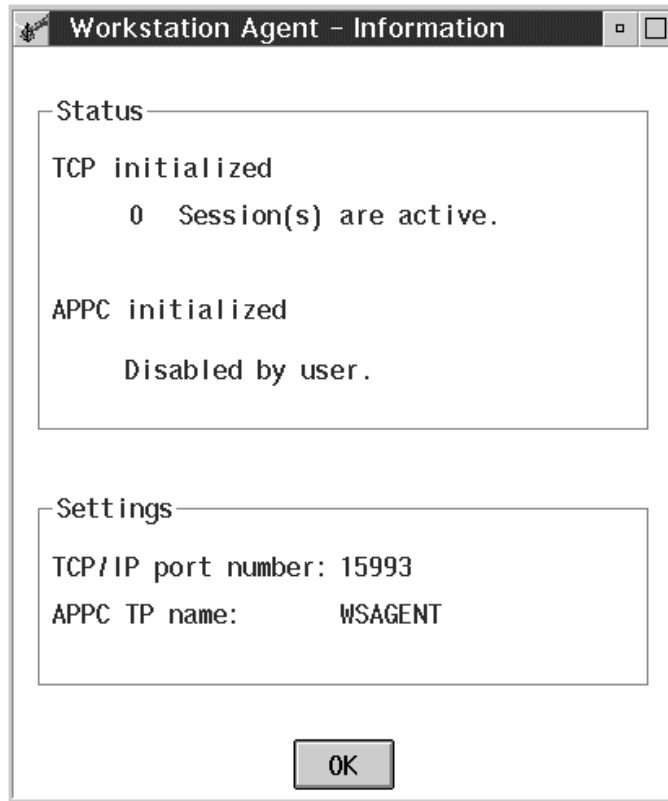 Workstation Agent - Information
Status
TCP initialized
0 Session(s) are active.
APPC initialized
Disabled by user.
Settings
TCP/IP port number: 15993
APPC TP name: WSAGENT
OK